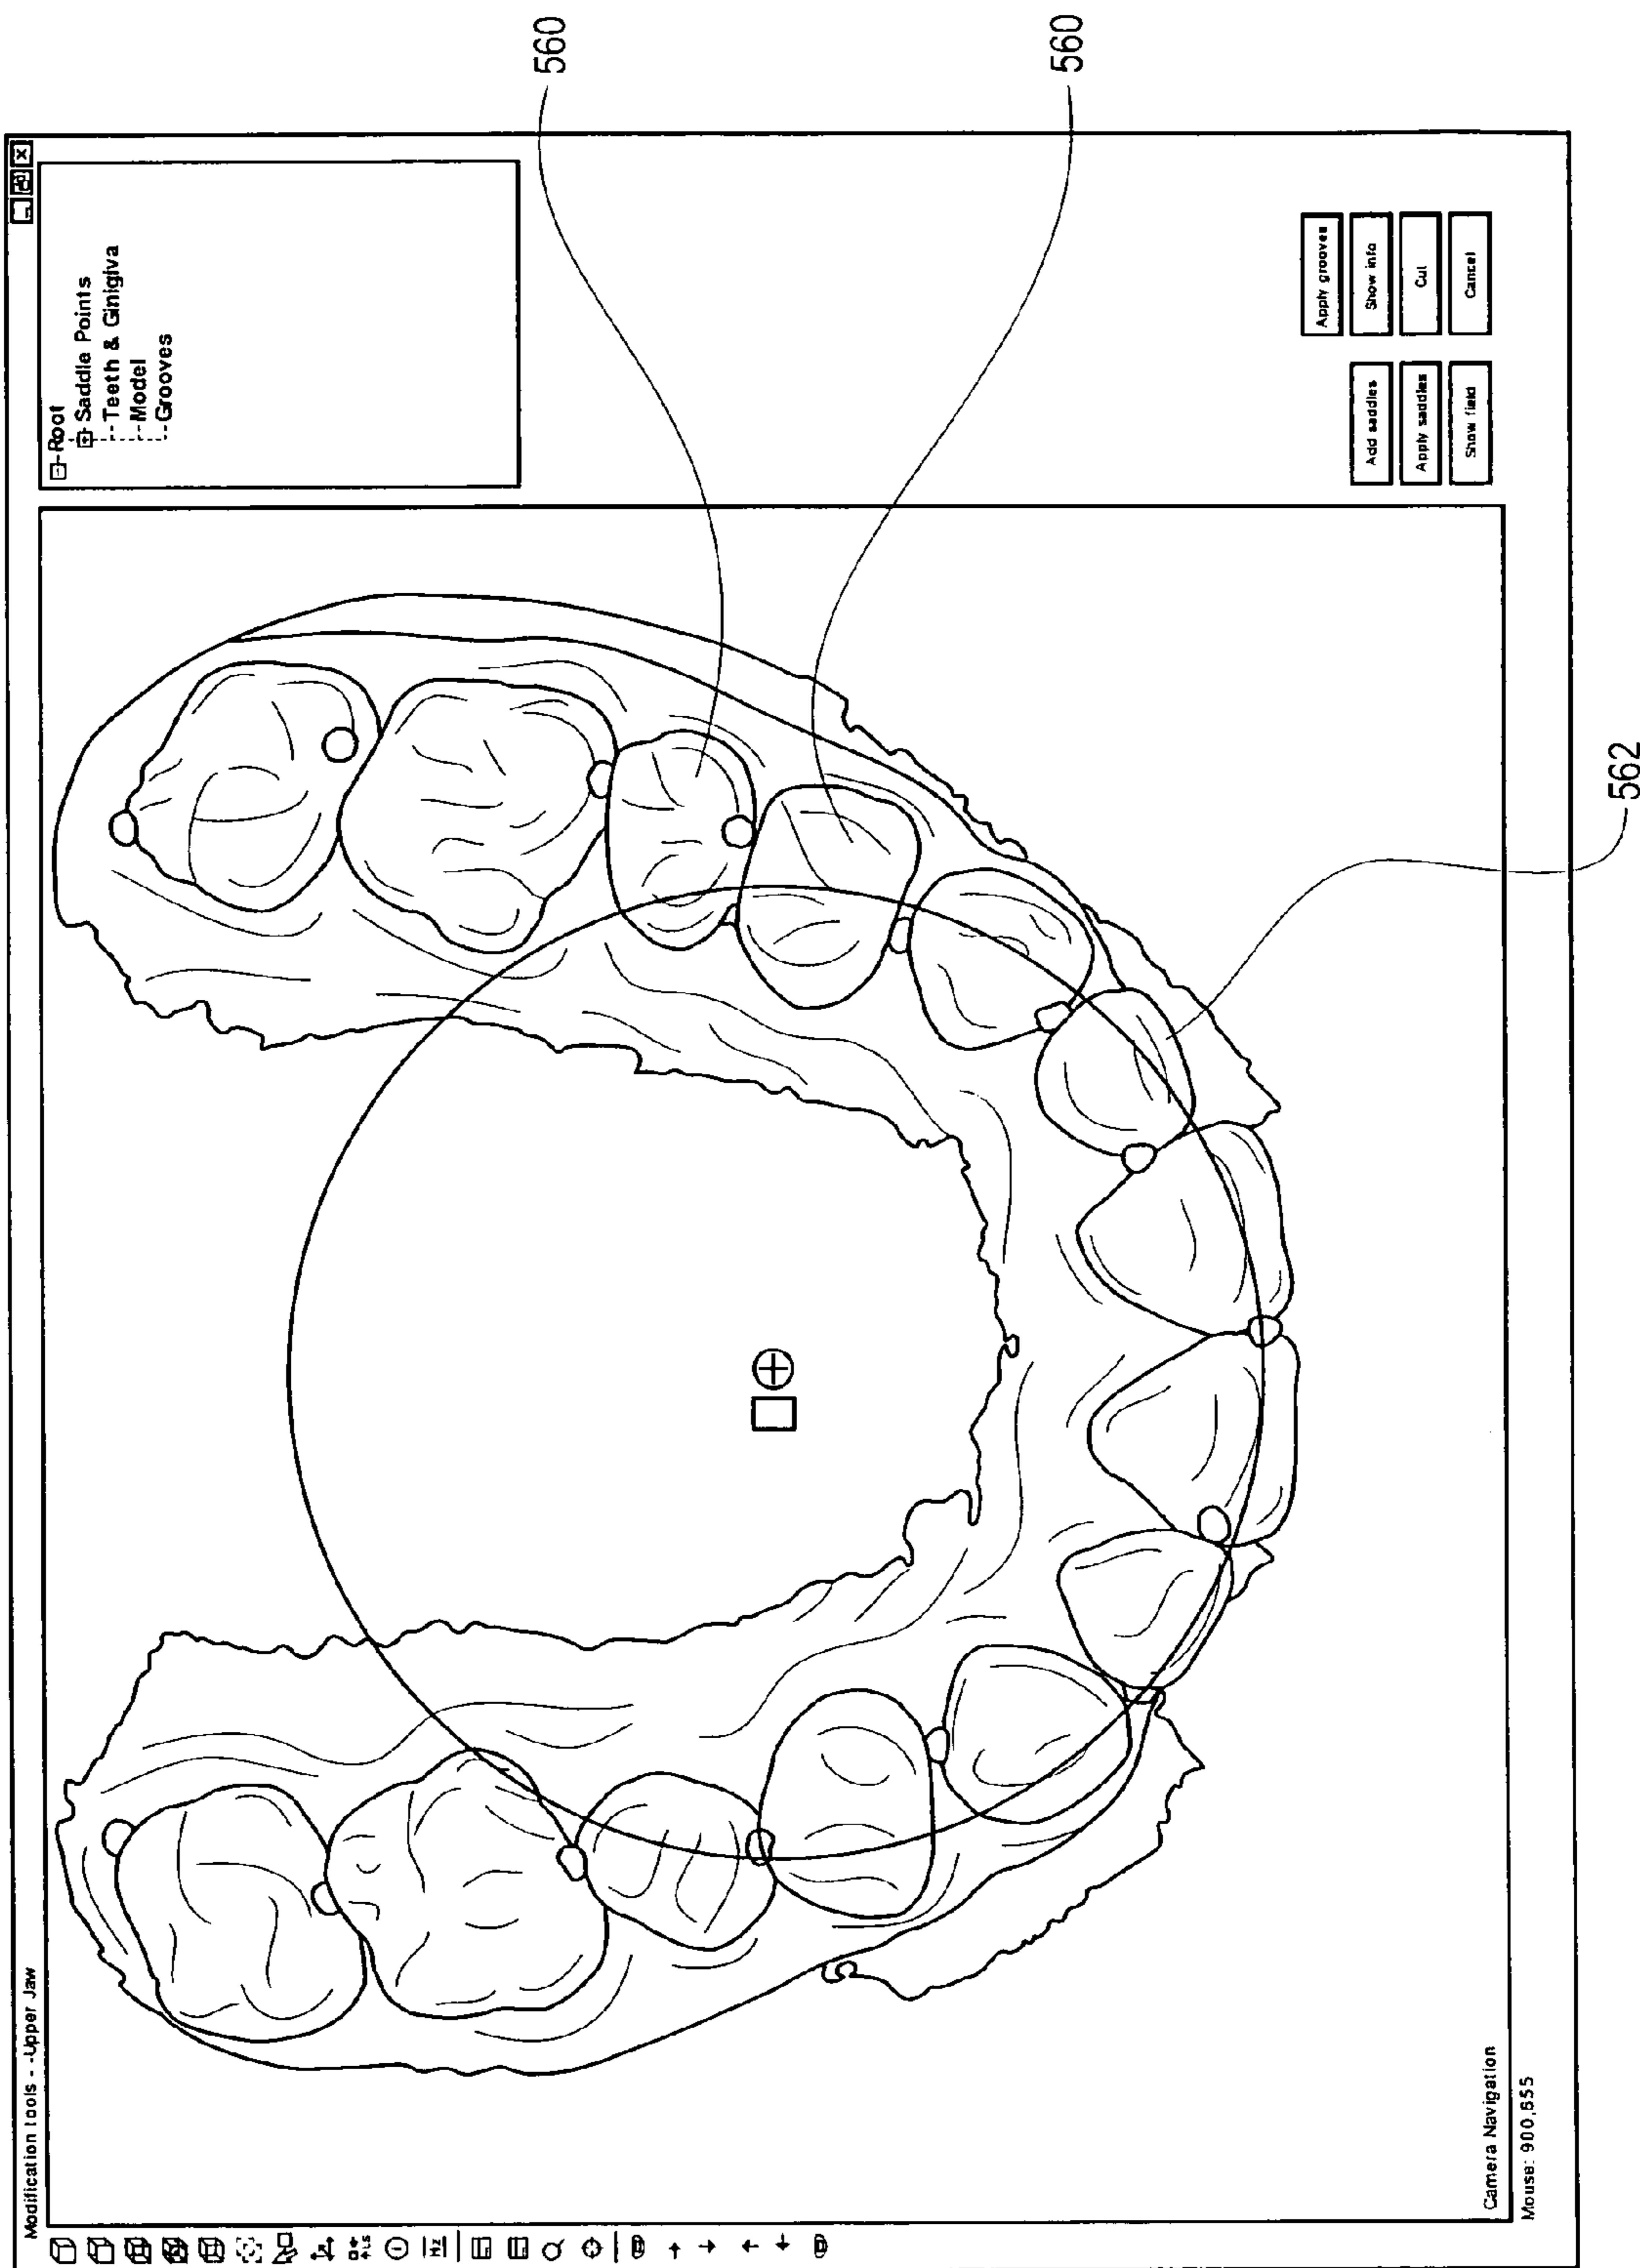 Modification tools - -Upper Jaw
Root
Saddle Points
Teeth & Ginigiva
Model
Grooves
560
560
562
Apply grooves
Add saddles
Show info
Apply saddles
Cut
Show field
Cancel
Camera Navigation
Mouse: 900,655